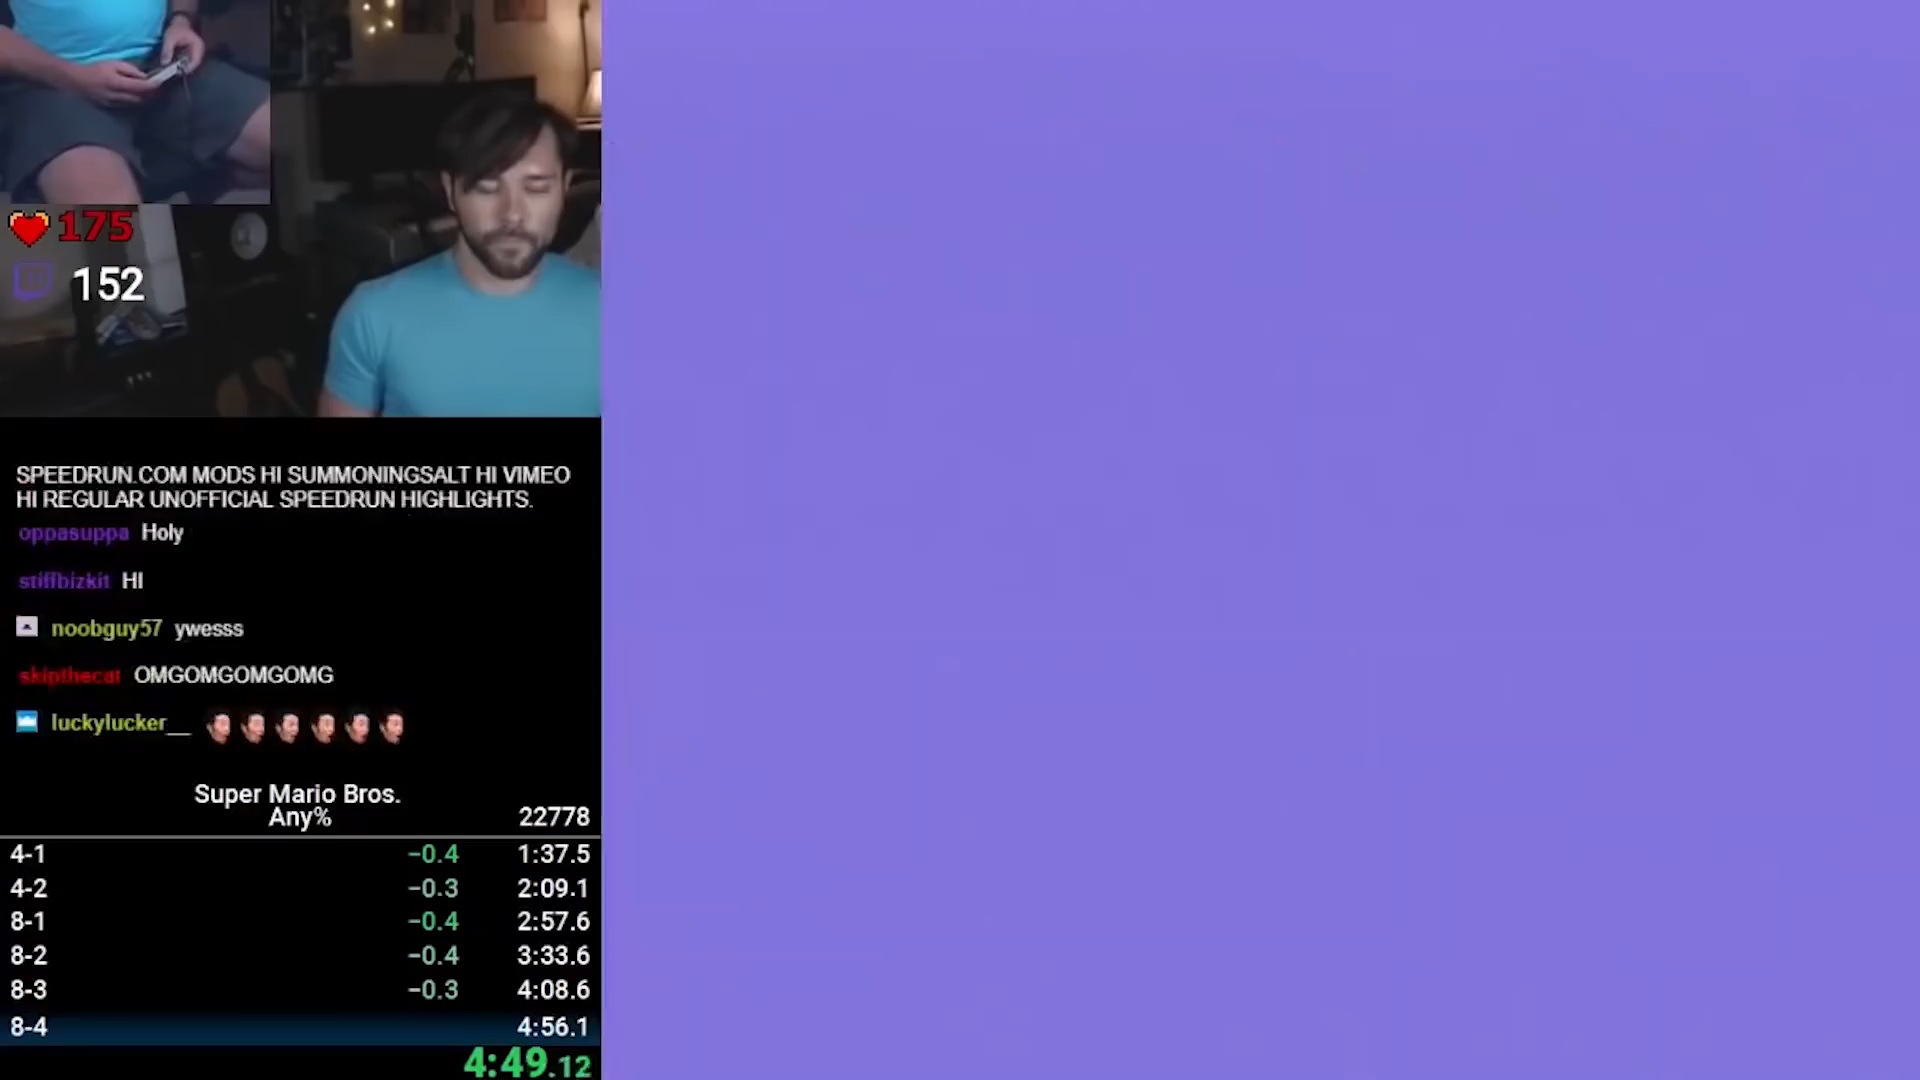 175
152
SPEEDRUN.COM MODS HI SUMMONINGSALT HI VIMEO
HI REGULAR UNOFFICIAL SPEEDRUN HIGHLIGHTS.
oppasuppa Holy
stiffbizkit HI
noobguy57 ywesss
skipthecat OMGOMGOMGOMG
luckylucker__
Super Mario Bros.
Any% 22778
4-1 -0.4 1:37.5
4-2 -0.3 2:09.1
8-1 -0.4 2:57.6
8-2 -0.4 3:33.6
8-3 -0.3 4:08.6
8-4 4:56.1
4:49.12